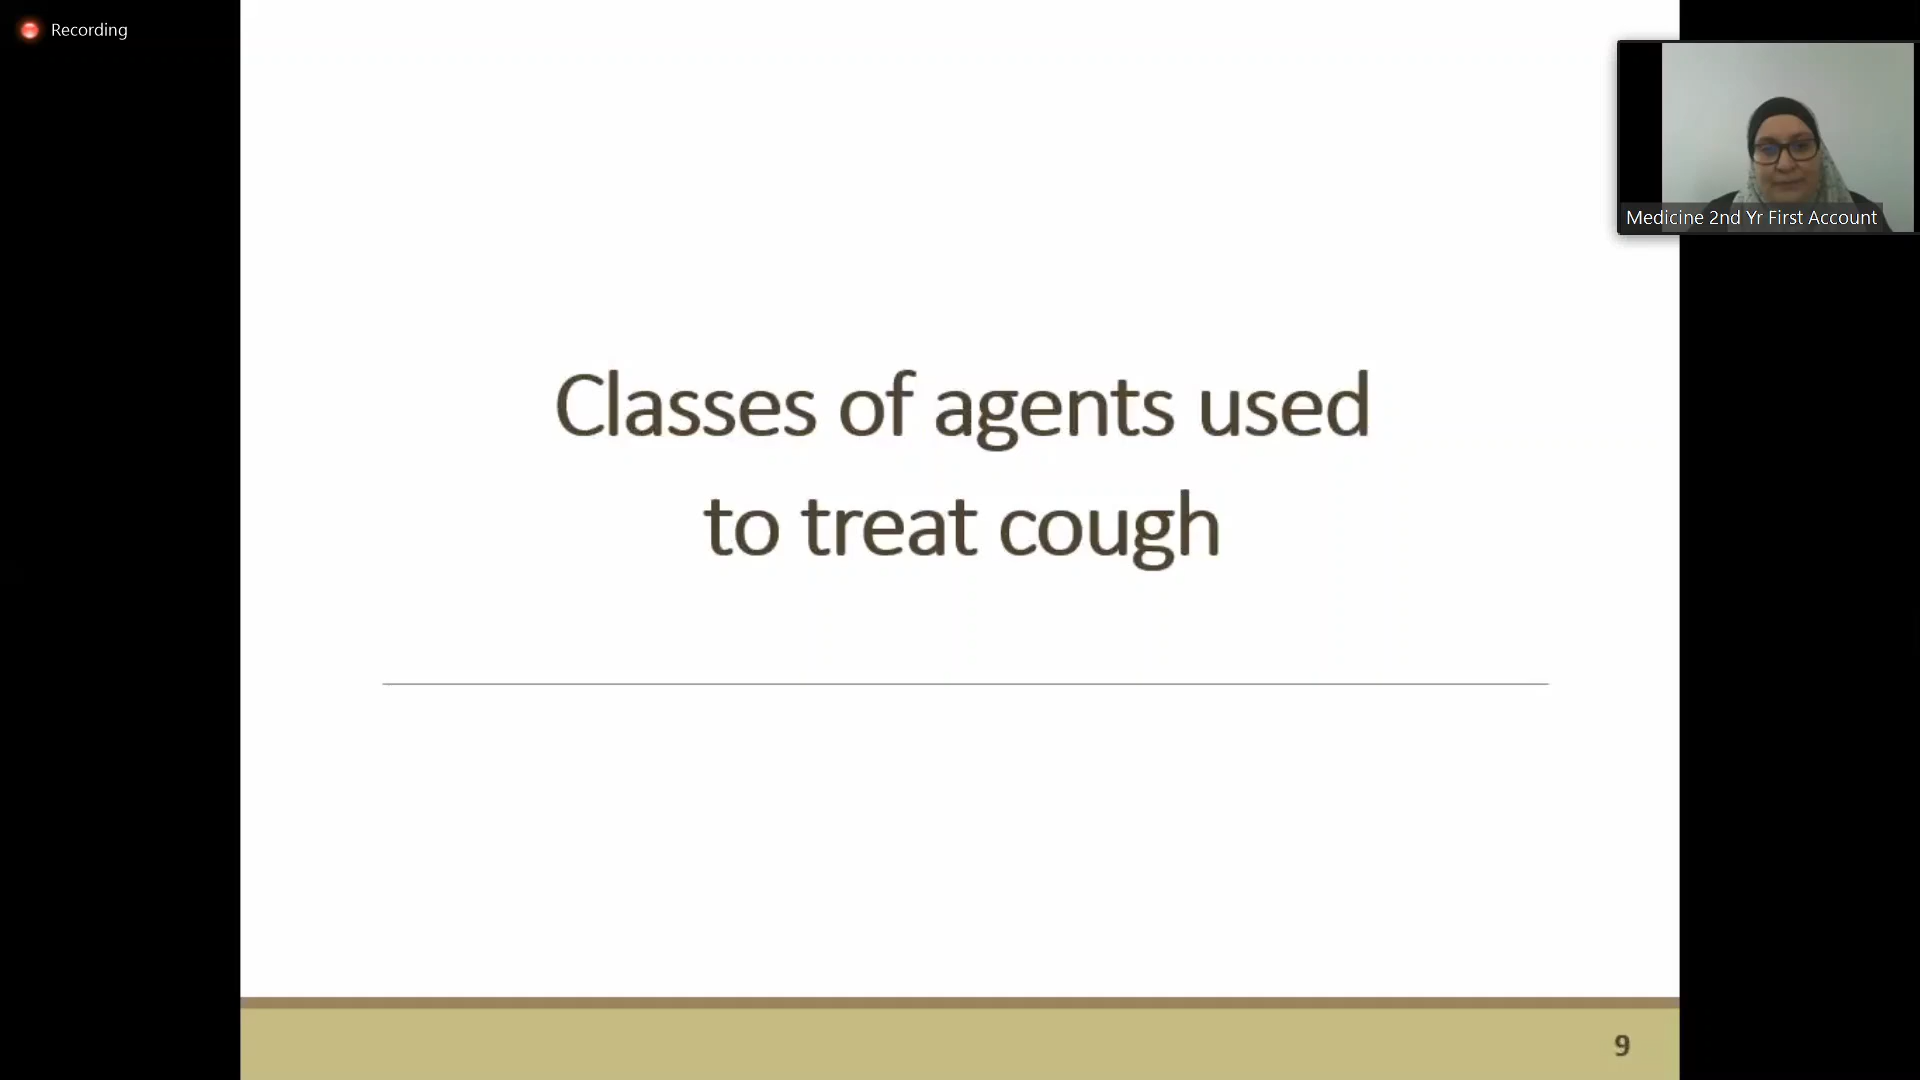 Recording
Medicine 2nd Yr First Account
Classes of agents used
to treat cough
9